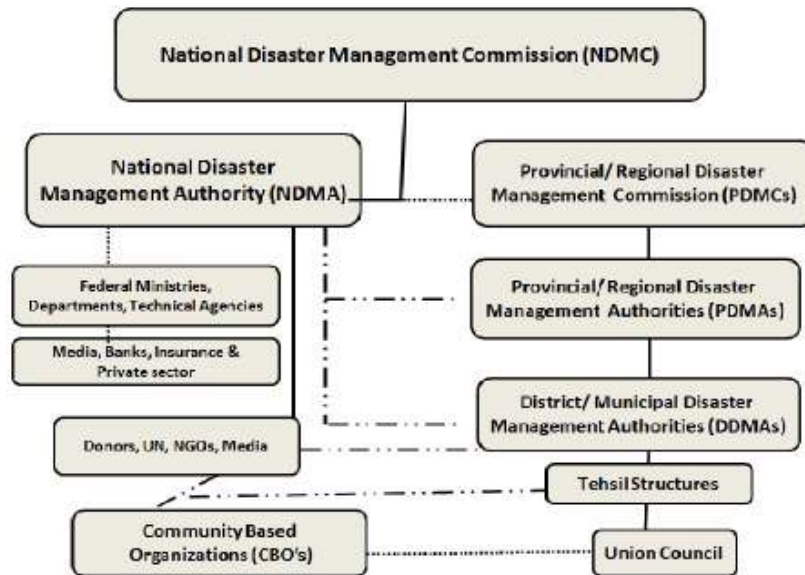 National Disaster Management Commission (NDMC)
National Disaster
Management Authority (NDMA)
Provincial/ Regional Disaster
Management Commission (PDMCs)
Federal Ministries,
Departments, Technical Agencies
Provincial/ Regional Disaster
Management Authorities (PDMAs)
Media, Banks, Insurance &
Private sector
District/ Municipal Disaster
Management Authorities (DDMAs)
Donors, UN, NGOs, Media
Tehsil Structures
Community Based
Organizations (CBO's)
Union Council